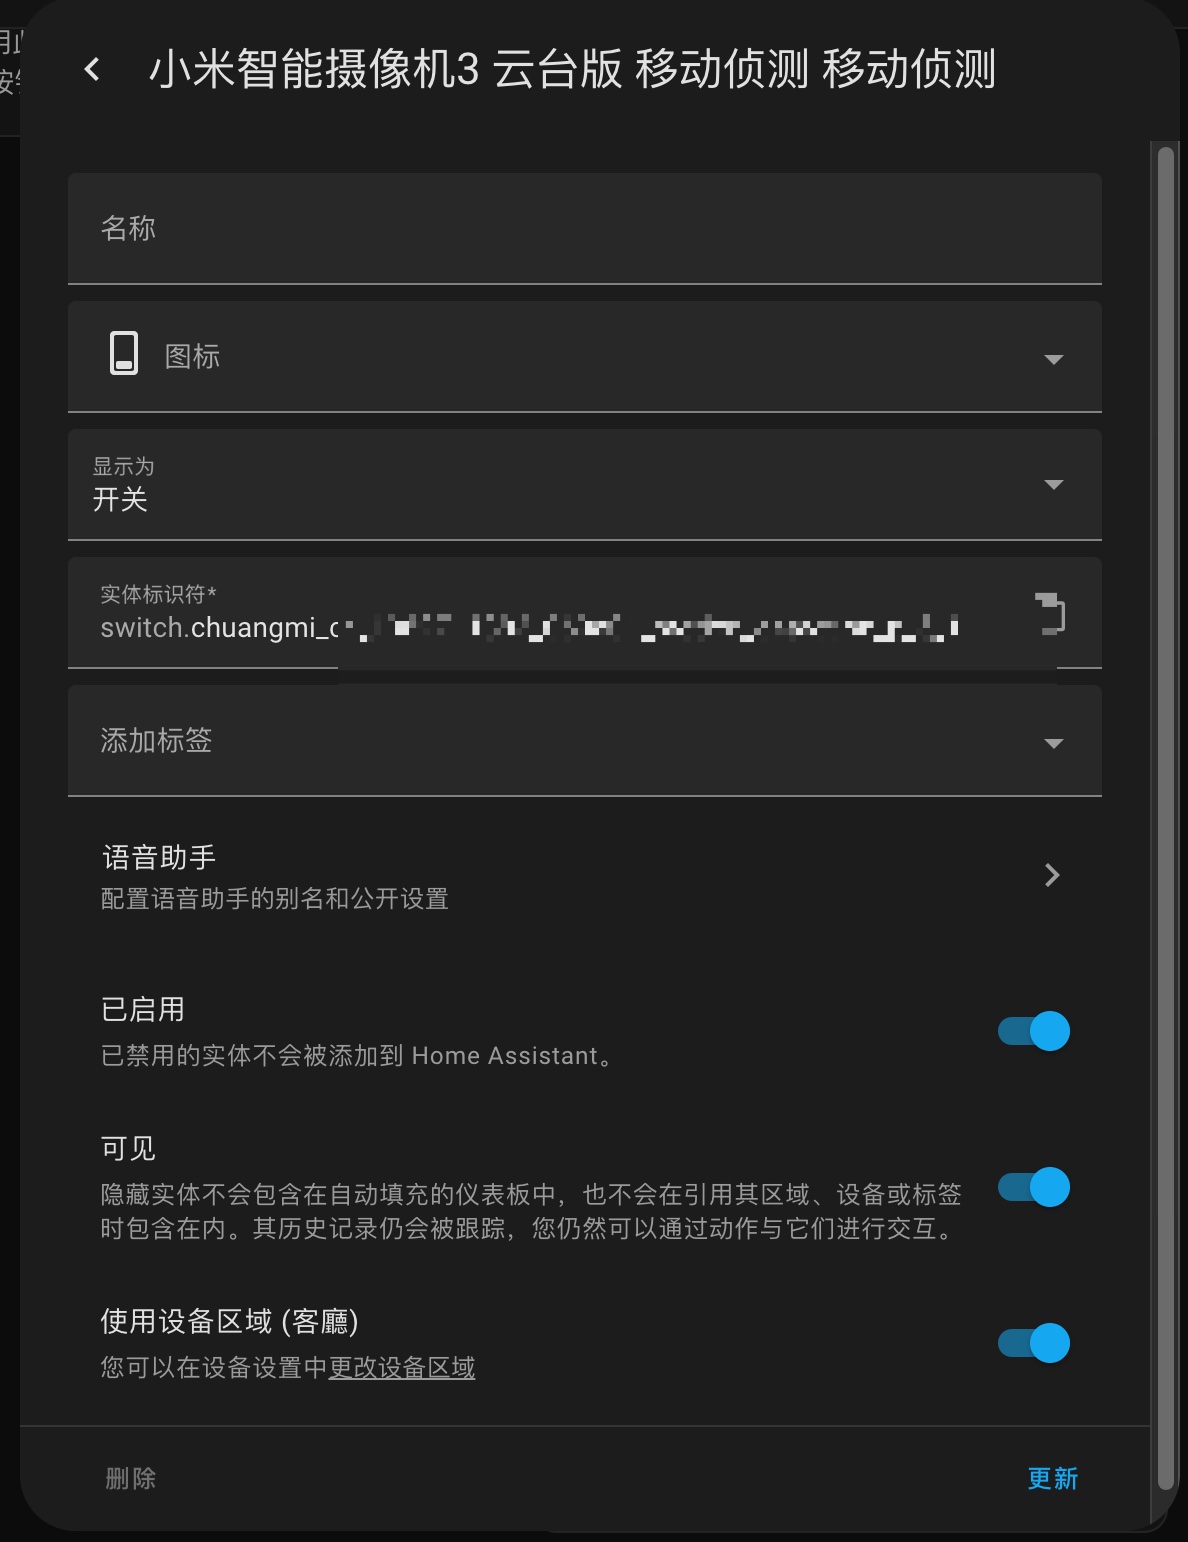 小米智能摄像机3 云台版 移动侦测 移动侦测
名称
图标
显示为
开关
实体标识符*
switch.chuangmi_c
添加标签
语音助手
配置语音助手的别名和公开设置
已启用
已禁用的实体不会被添加到 Home Assistant。
可见
隐藏实体不会包含在自动填充的仪表板中，也不会在引用其区域、设备或标签
时包含在内。其历史记录仍会被跟踪，您仍然可以通过动作与它们进行交互。
使用设备区域 (客廳)
您可以在设备设置中更改设备区域
删除
更新